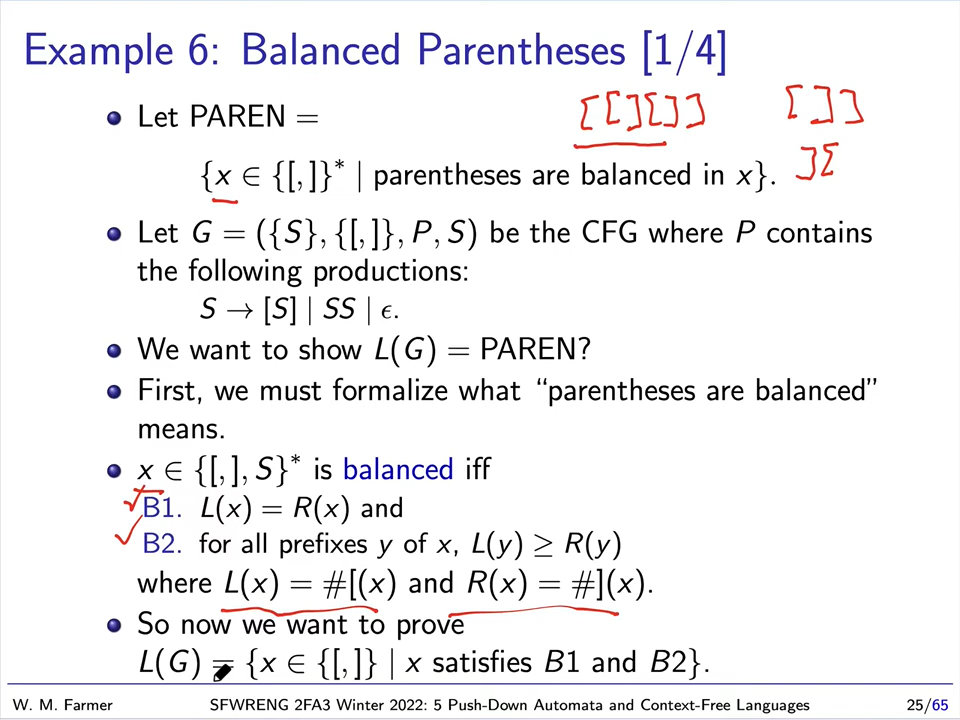 Example 6: Balanced Parentheses [1/4]
[[][]] []]
Let PAREN =
{x ∈ {[, ]}* | parentheses are balanced in x}. ][
Let G = ({S}, {[, ]}, P, S) be the CFG where P contains
the following productions:
S → [S] | SS | ϵ.
We want to show L(G) = PAREN?
First, we must formalize what “parentheses are balanced”
means.
x ∈ {[, ], S}* is balanced iff
B1. L(x) = R(x) and
B2. for all prefixes y of x, L(y) ≥ R(y)
where L(x) = #[(x) and R(x) = #](x).
So now we want to prove
L(G) = {x ∈ {[, ]} | x satisfies B1 and B2}.
W. M. Farmer SFWRENG 2FA3 Winter 2022: 5 Push-Down Automata and Context-Free Languages 25/65